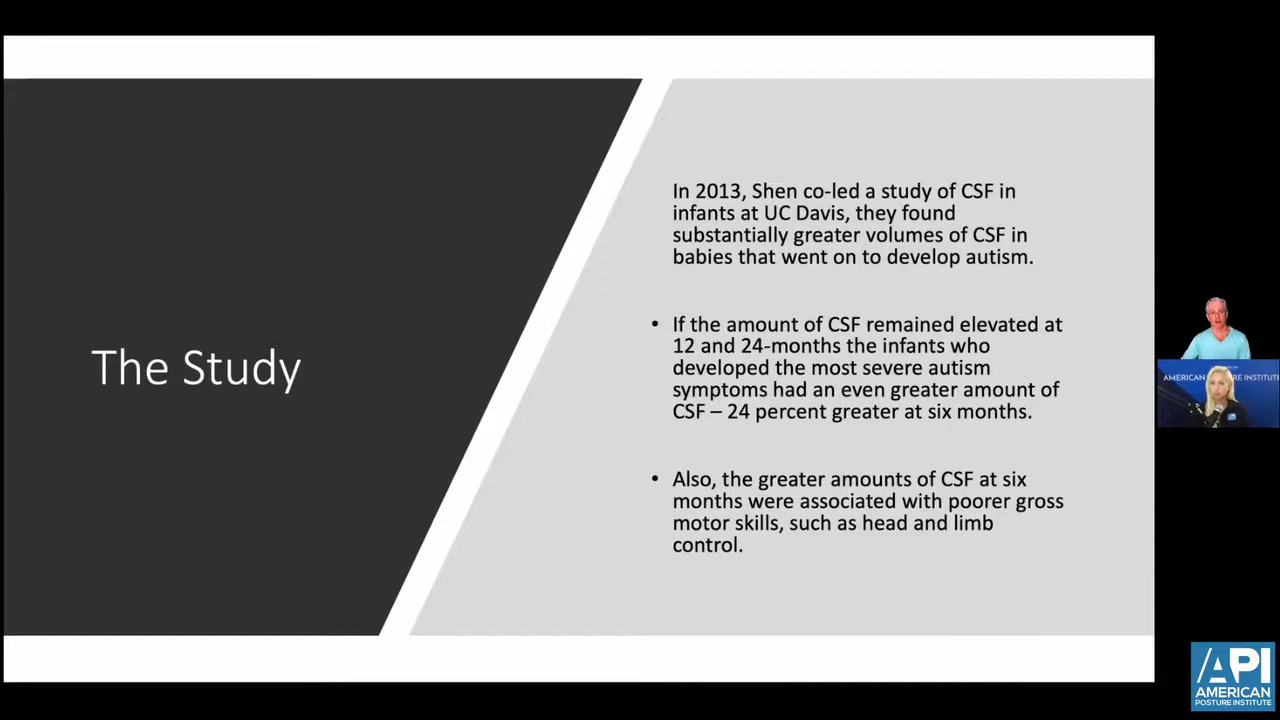 The Study
In 2013, Shen co-led a study of CSF in
infants at UC Davis, they found
substantially greater volumes of CSF in
babies that went on to develop autism.
• If the amount of CSF remained elevated at
12 and 24-months the infants who
developed the most severe autism
symptoms had an even greater amount of
CSF – 24 percent greater at six months.
• Also, the greater amounts of CSF at six
months were associated with poorer gross
motor skills, such as head and limb
control.
AMERICAN POSTURE INSTITUTE
API
AMERICAN
POSTURE INSTITUTE